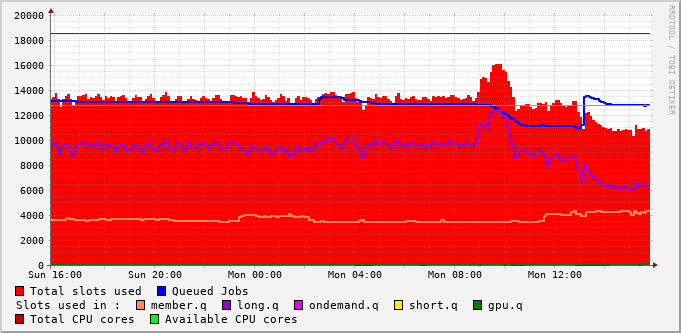 20000
18000
16000
14000
12000
10000
8000
6000
4000
2000
0
Sun 16:00 Sun 20:00 Mon 00:00 Mon 04:00 Mon 08:00 Mon 12:00
RRDTOOL / TOBI OETIKER
Total slots used Queued Jobs
Slots used in : member.q long.q ondemand.q short.q gpu.q
Total CPU cores Available CPU cores